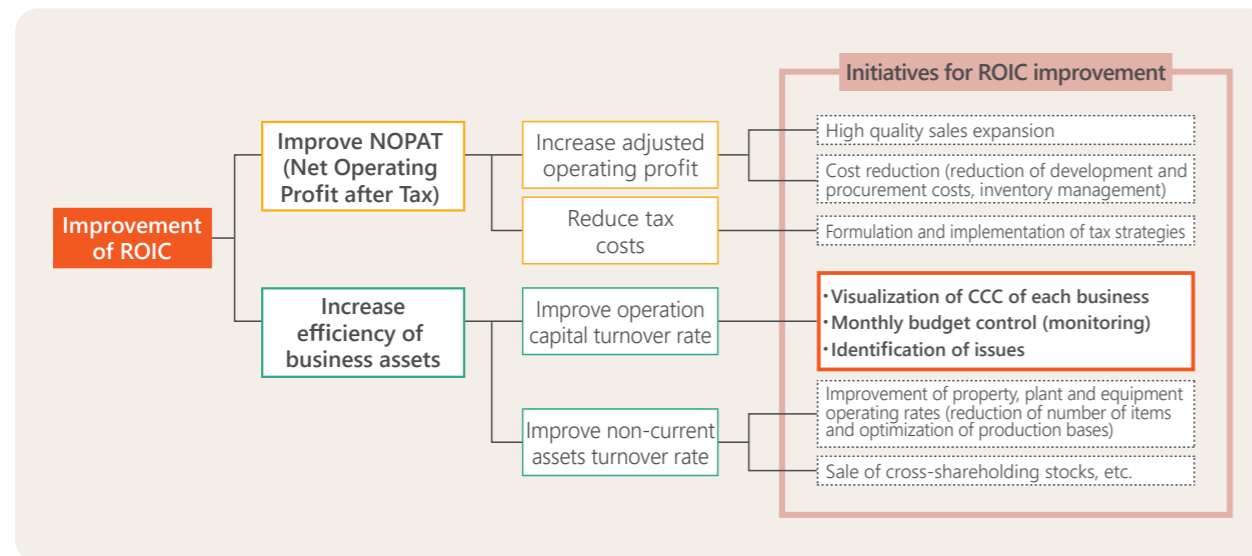 Initiatives for ROIC improvement
Improvement
of ROIC
Improve NOPAT
(Net Operating
Profit after Tax)
Increase adjusted
operating profit
High quality sales expansion
Cost reduction (reduction of development and
procurement costs, inventory management)
Reduce tax
costs
Formulation and implementation of tax strategies
Increase
efficiency of
business assets
Improve operation
capital turnover rate
・Visualization of CCC of each business
・Monthly budget control (monitoring)
・Identification of issues
Improve non-current
assets turnover rate
Improvement of property, plant and equipment
operating rates (reduction of number of items
and optimization of production bases)
Sale of cross-shareholding stocks, etc.